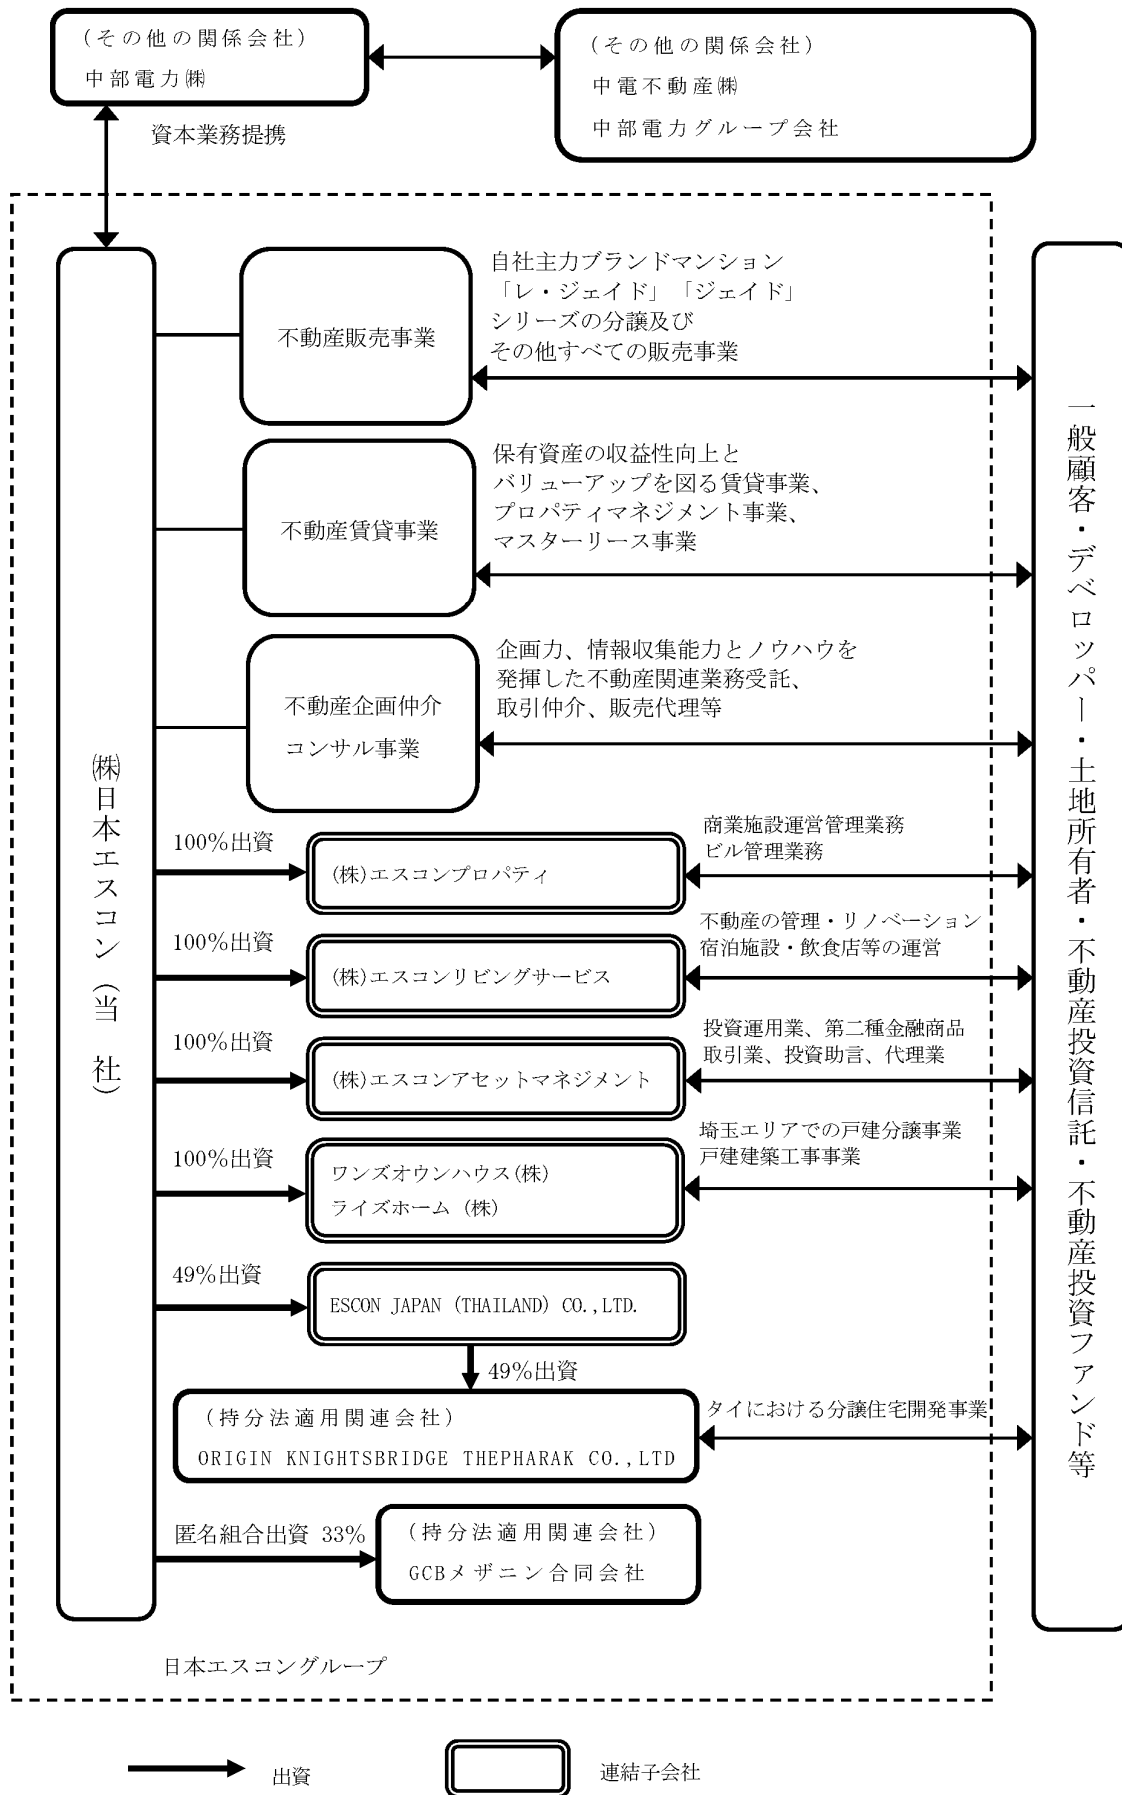 (その他の関係会社)
中部電力㈱
(その他の関係会社)
中電不動産㈱
中部電力グループ会社
資本業務提携
㈱日本エスコン(当 社)
不動産販売事業
自社主力ブランドマンション
「レ・ジェイド」「ジェイド」
シリーズの分譲及び
その他すべての販売事業
不動産賃貸事業
保有資産の収益性向上と
バリューアップを図る賃貸事業、
プロパティマネジメント事業、
マスターリース事業
不動産企画仲介
コンサル事業
企画力、情報収集能力とノウハウを
発揮した不動産関連業務受託、
取引仲介、販売代理等
100%出資
(株)エスコンプロパティ
商業施設運営管理業務
ビル管理業務
100%出資
(株)エスコンリビングサービス
不動産の管理・リノベーション
宿泊施設・飲食店等の運営
100%出資
(株)エスコンアセットマネジメント
投資運用業、第二種金融商品
取引業、投資助言、代理業
100%出資
ワンズオウンハウス(株)
ライズホーム (株)
埼玉エリアでの戸建分譲事業
戸建建築工事事業
49%出資
ESCON JAPAN (THAILAND) CO.,LTD.
49%出資
(持分法適用関連会社)
ORIGIN KNIGHTSBRIDGE THEPHARAK CO.,LTD
タイにおける分譲住宅開発事業
匿名組合出資 33%
(持分法適用関連会社)
GCBメザニン合同会社
一般顧客・デベロッパー・土地所有者・不動産投資信託・不動産投資ファンド等
日本エスコングループ
出資
連結子会社